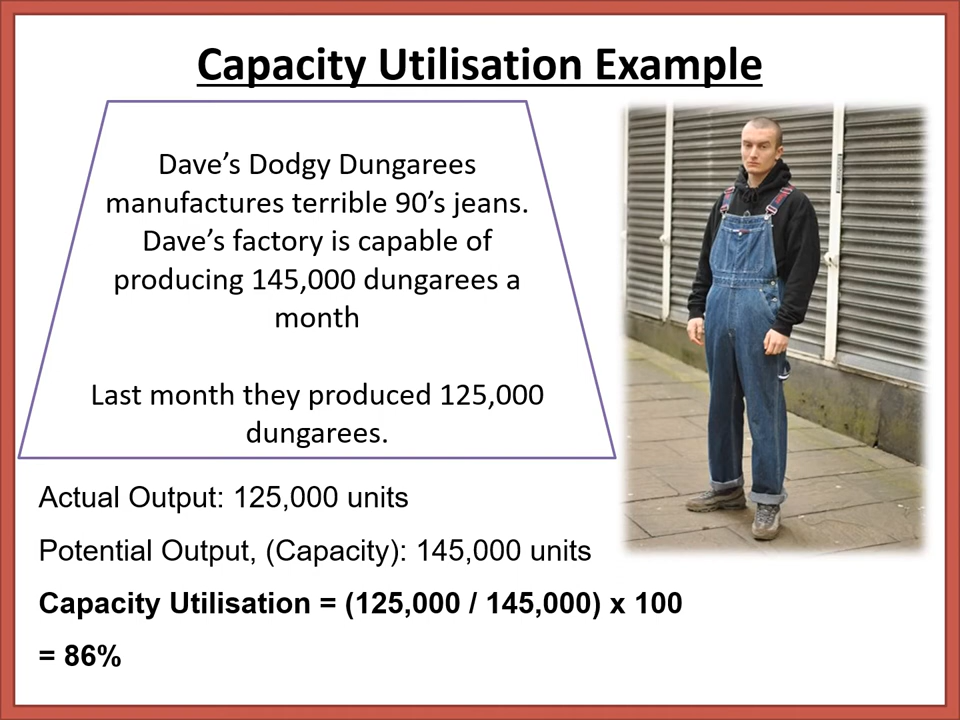 Capacity Utilisation Example
Dave’s Dodgy Dungarees
manufactures terrible 90’s jeans.
Dave’s factory is capable of
producing 145,000 dungarees a
month
Last month they produced 125,000
dungarees.
Actual Output: 125,000 units
Potential Output, (Capacity): 145,000 units
Capacity Utilisation = (125,000 / 145,000) x 100
= 86%